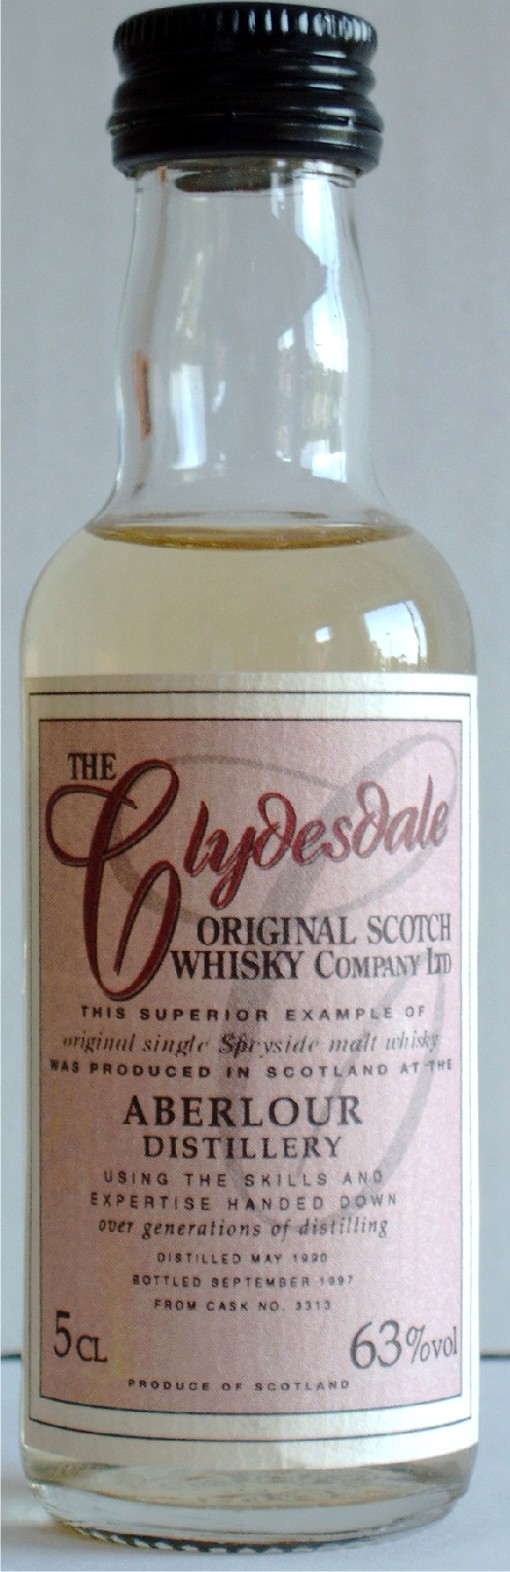 THE
Clydesdale
ORIGINAL SCOTCH
WHISKY COMPANY LTD
THIS SUPERIOR EXAMPLE OF
original single Speyside malt whisky
WAS PRODUCED IN SCOTLAND AT THE
ABERLOUR
DISTILLERY
USING THE SKILLS AND
EXPERTISE HANDED DOWN
over generations of distilling
DISTILLED MAY 1990
BOTTLED SEPTEMBER 1997
FROM CASK NO. 3313
5CL 63%vol
PRODUCE OF SCOTLAND